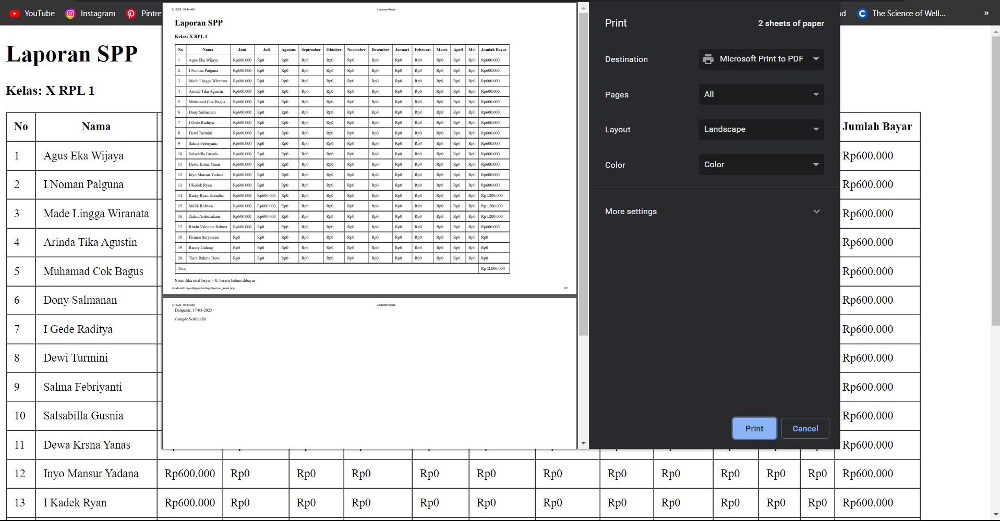 YouTube Instagram Pintre
nd The Science of Well... »
Laporan SPP
Kelas: X RPL 1
No Nama Jumlah Bayar
1 Agus Eka Wijaya Rp600.000
2 I Noman Palguna Rp600.000
3 Made Lingga Wiranata Rp600.000
4 Arinda Tika Agustin Rp600.000
5 Muhamad Cok Bagus Rp600.000
6 Dony Salmanan Rp600.000
7 I Gede Raditya Rp600.000
8 Dewi Turmini Rp600.000
9 Salma Febriyanti Rp600.000
10 Salsabilla Gusnia Rp600.000
11 Dewa Krsna Yanas Rp600.000
12 Inyo Mansur Yadana Rp600.000 Rp0 Rp0 Rp0 Rp0 Rp0 Rp0 Rp0 Rp0 Rp0 Rp0 Rp0 Rp600.000
13 I Kadek Ryan Rp600.000 Rp0 Rp0 Rp0 Rp0 Rp0 Rp0 Rp0 Rp0 Rp0 Rp0 Rp0 Rp600.000
3/17/23, 10:44 AM Laporan Kelas
Laporan SPP
Kelas: X RPL 1
No Nama Juni Juli Agustus September Oktober November Desember Januari Februari Maret April Mei Jumlah Bayar
1 Agus Eka Wijaya Rp600.000 Rp0 Rp0 Rp0 Rp0 Rp0 Rp0 Rp0 Rp0 Rp0 Rp0 Rp0 Rp600.000
2 I Noman Palguna Rp600.000 Rp0 Rp0 Rp0 Rp0 Rp0 Rp0 Rp0 Rp0 Rp0 Rp0 Rp0 Rp600.000
3 Made Lingga Wiranata Rp600.000 Rp0 Rp0 Rp0 Rp0 Rp0 Rp0 Rp0 Rp0 Rp0 Rp0 Rp0 Rp600.000
4 Arinda Tika Agustin Rp600.000 Rp0 Rp0 Rp0 Rp0 Rp0 Rp0 Rp0 Rp0 Rp0 Rp0 Rp0 Rp600.000
5 Muhamad Cok Bagus Rp600.000 Rp0 Rp0 Rp0 Rp0 Rp0 Rp0 Rp0 Rp0 Rp0 Rp0 Rp0 Rp600.000
6 Dony Salmanan Rp600.000 Rp0 Rp0 Rp0 Rp0 Rp0 Rp0 Rp0 Rp0 Rp0 Rp0 Rp0 Rp600.000
7 I Gede Raditya Rp600.000 Rp0 Rp0 Rp0 Rp0 Rp0 Rp0 Rp0 Rp0 Rp0 Rp0 Rp0 Rp600.000
8 Dewi Turmini Rp600.000 Rp0 Rp0 Rp0 Rp0 Rp0 Rp0 Rp0 Rp0 Rp0 Rp0 Rp0 Rp600.000
9 Salma Febriyanti Rp600.000 Rp0 Rp0 Rp0 Rp0 Rp0 Rp0 Rp0 Rp0 Rp0 Rp0 Rp0 Rp600.000
10 Salsabilla Gusnia Rp600.000 Rp0 Rp0 Rp0 Rp0 Rp0 Rp0 Rp0 Rp0 Rp0 Rp0 Rp0 Rp600.000
11 Dewa Krsna Yanas Rp600.000 Rp0 Rp0 Rp0 Rp0 Rp0 Rp0 Rp0 Rp0 Rp0 Rp0 Rp0 Rp600.000
12 Inyo Mansur Yadana Rp600.000 Rp0 Rp0 Rp0 Rp0 Rp0 Rp0 Rp0 Rp0 Rp0 Rp0 Rp0 Rp600.000
13 I Kadek Ryan Rp600.000 Rp0 Rp0 Rp0 Rp0 Rp0 Rp0 Rp0 Rp0 Rp0 Rp0 Rp0 Rp600.000
14 Rizky Ryan Sahadha Rp600.000 Rp600.000 Rp0 Rp0 Rp0 Rp0 Rp0 Rp0 Rp0 Rp0 Rp0 Rp0 Rp1.200.000
15 Malik Ridwan Rp600.000 Rp600.000 Rp0 Rp0 Rp0 Rp0 Rp0 Rp0 Rp0 Rp0 Rp0 Rp0 Rp1.200.000
16 Zidan Ambatukam Rp600.000 Rp600.000 Rp0 Rp0 Rp0 Rp0 Rp0 Rp0 Rp0 Rp0 Rp0 Rp0 Rp1.200.000
17 Rindu Valencia Rahma Rp600.000 Rp0 Rp0 Rp0 Rp0 Rp0 Rp0 Rp0 Rp0 Rp0 Rp0 Rp0 Rp600.000
18 Firman Suryawan Rp0 Rp0 Rp0 Rp0 Rp0 Rp0 Rp0 Rp0 Rp0 Rp0 Rp0 Rp0 Rp0
19 Randy Galang Rp0 Rp0 Rp0 Rp0 Rp0 Rp0 Rp0 Rp0 Rp0 Rp0 Rp0 Rp0 Rp0
20 Tiara Rahma Dewi Rp0 Rp0 Rp0 Rp0 Rp0 Rp0 Rp0 Rp0 Rp0 Rp0 Rp0 Rp0 Rp0
Total Rp12.000.000
Note: Jika total bayar = 0, berarti belum dibayar
localhost/rizky-nitip/payhool/spp/laporan_kelas.php 1/2
3/17/23, 10:44 AM Laporan Kelas
Denpasar, 17-03-2023
Gungde Solahudin
Print 2 sheets of paper
Destination Microsoft Print to PDF
Pages All
Layout Landscape
Color Color
More settings
Print Cancel